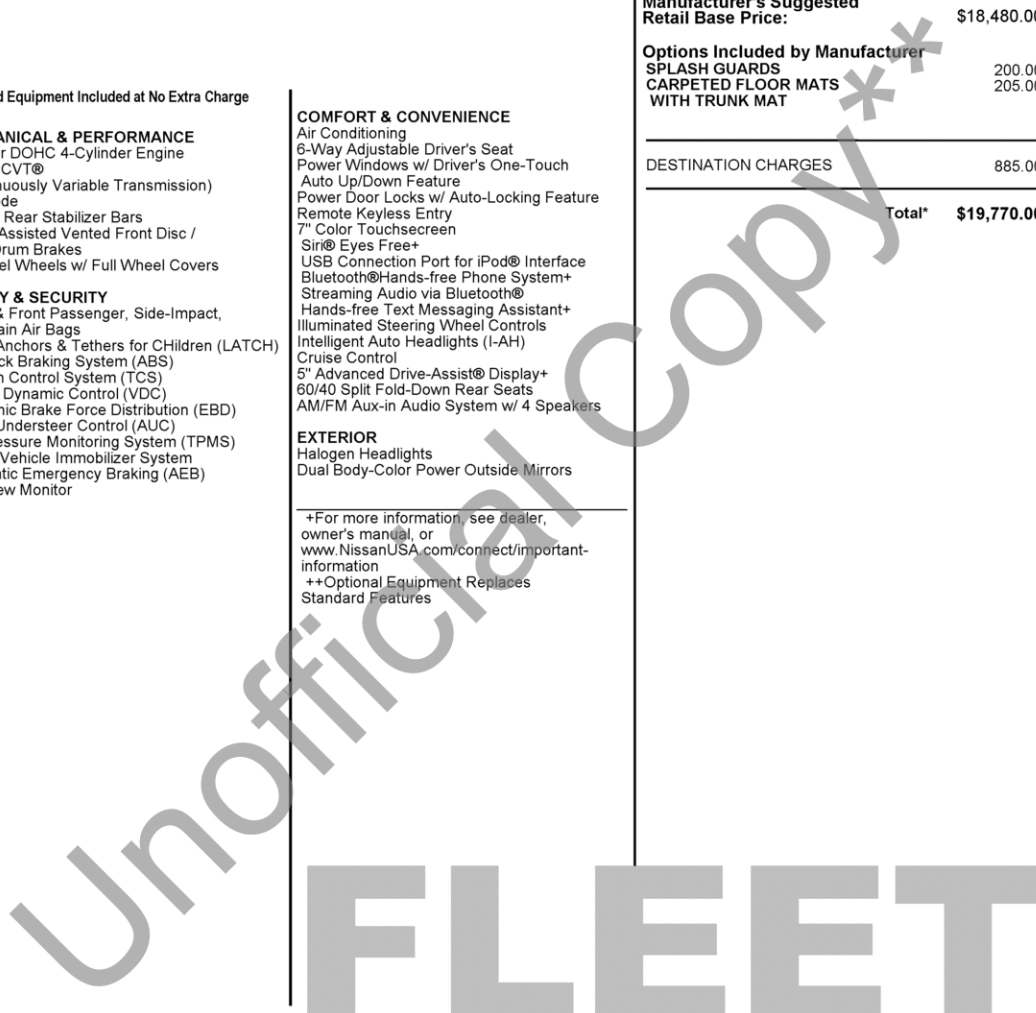 d Equipment Included at No Extra Charge
ANICAL & PERFORMANCE
r DOHC 4-Cylinder Engine
CVT®
nuously Variable Transmission)
de
Rear Stabilizer Bars
Assisted Vented Front Disc /
rum Brakes
el Wheels w/ Full Wheel Covers
Y & SECURITY
& Front Passenger, Side-Impact,
ain Air Bags
Anchors & Tethers for CHildren (LATCH)
ck Braking System (ABS)
n Control System (TCS)
Dynamic Control (VDC)
nic Brake Force Distribution (EBD)
Understeer Control (AUC)
essure Monitoring System (TPMS)
Vehicle Immobilizer System
tic Emergency Braking (AEB)
ew Monitor
COMFORT & CONVENIENCE
Air Conditioning
6-Way Adjustable Driver's Seat
Power Windows w/ Driver's One-Touch
Auto Up/Down Feature
Power Door Locks w/ Auto-Locking Feature
Remote Keyless Entry
7" Color Touchsecreen
Siri® Eyes Free+
USB Connection Port for iPod® Interface
Bluetooth®Hands-free Phone System+
Streaming Audio via Bluetooth®
Hands-free Text Messaging Assistant+
Illuminated Steering Wheel Controls
Intelligent Auto Headlights (I-AH)
Cruise Control
5" Advanced Drive-Assist® Display+
60/40 Split Fold-Down Rear Seats
AM/FM Aux-in Audio System w/ 4 Speakers
EXTERIOR
Halogen Headlights
Dual Body-Color Power Outside Mirrors
+For more information, see dealer,
owner's manual, or
www.NissanUSA.com/connect/important-
information
++Optional Equipment Replaces
Standard Features
Manufacturer's Suggested
Retail Base Price: $18,480.00
Options Included by Manufacturer
SPLASH GUARDS 200.00
CARPETED FLOOR MATS 205.00
WITH TRUNK MAT
DESTINATION CHARGES 885.00
Total* $19,770.00
Unofficial Copy**
FLEET